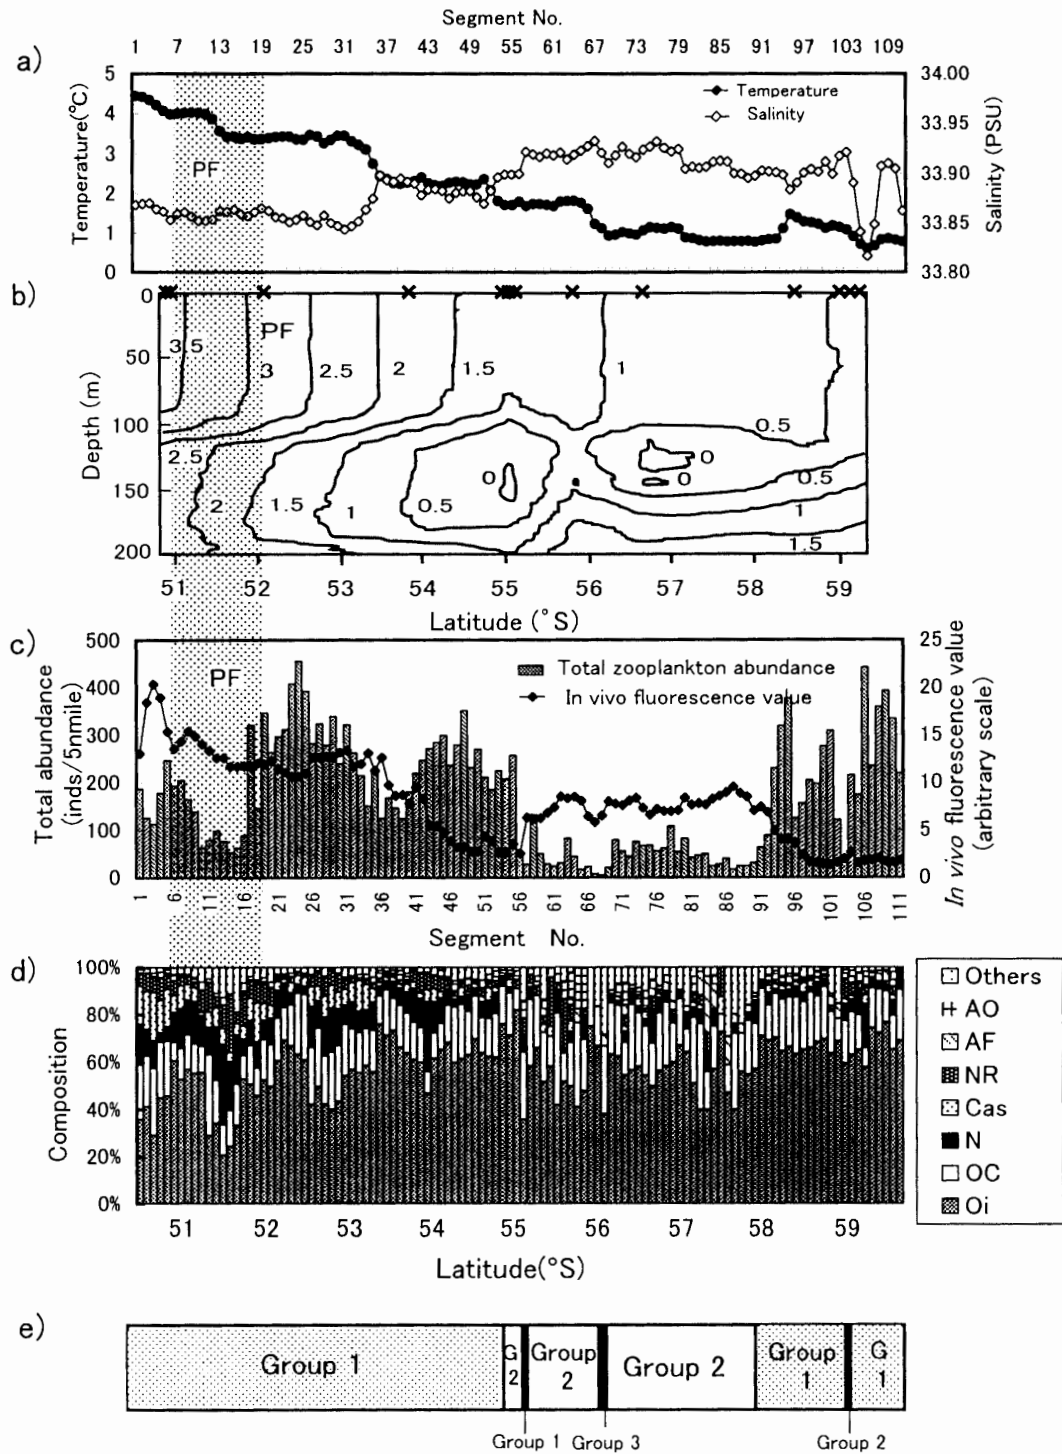 Segment No.
1 7 13 19 25 31 37 43 49 55 61 67 73 79 85 91 97 103 109
a)
5
4
3
2
1
0
Temperature(°C)
34.00
33.95
33.90
33.85
33.80
Salinity (PSU)
Temperature
Salinity
PF
b)
0
50
100
150
200
Depth (m)
PF
3.5
3
2.5
2
1.5
1
0.5
2.5
2
1.5
1
0.5
0
0
0
0.5
1
1.5
51 52 53 54 55 56 57 58 59
Latitude (°S)
c)
500
400
300
200
100
0
Total abundance
(inds/5nmile)
25
20
15
10
5
0
In vivo fluorescence value
(arbitrary scale)
PF
Total zooplankton abundance
In vivo fluorescence value
1 6 11 16 21 26 31 36 41 46 51 56 61 66 71 76 81 86 91 96 101 106 111
Segment No.
d)
100%
80%
60%
40%
20%
0%
Composition
Others
AO
AF
NR
Cas
N
OC
Oi
51 52 53 54 55 56 57 58 59
Latitude(°S)
e)
Group 1
G 2
Group 2
Group 2
Group 1
G 1
Group 1 Group 3 Group 2